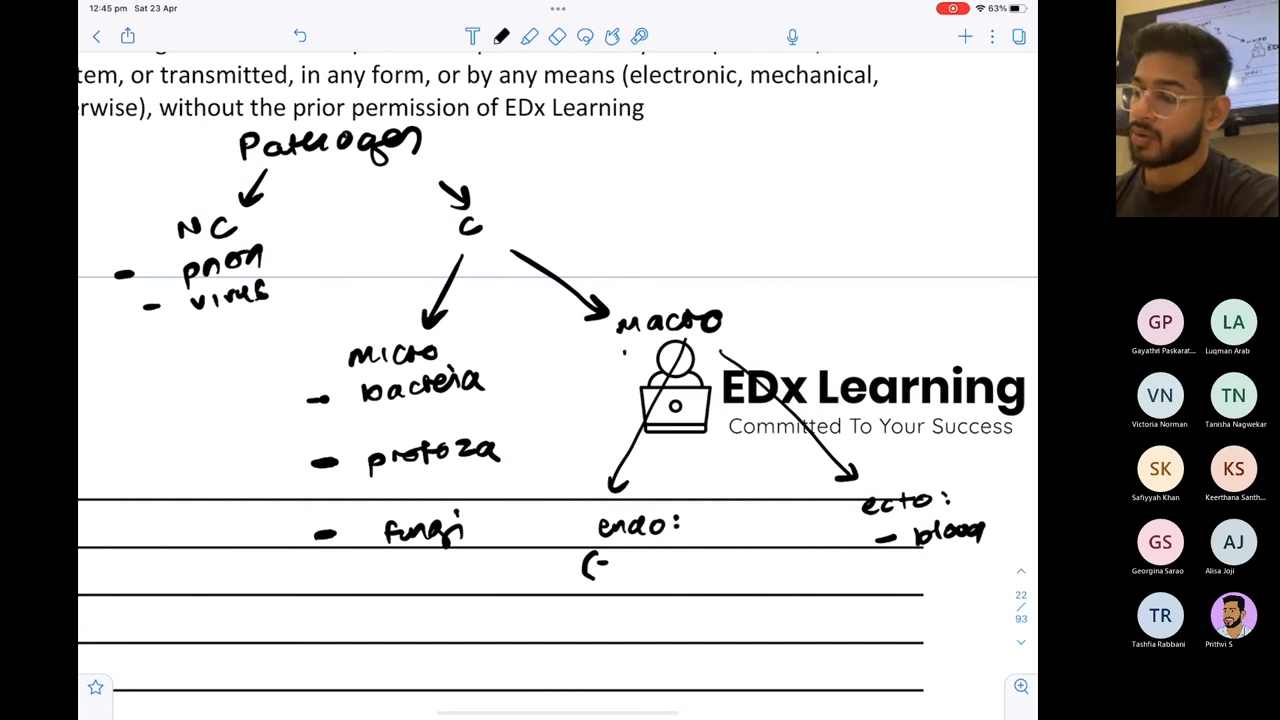 12:45 pm Sat 23 Apr
63%
tem, or transmitted, in any form, or by any means (electronic, mechanical,
erwise), without the prior permission of EDx Learning
Pathogen
NC
- prion
- virus
C
micro
- bacteria
- protoza
- fungi
Macro
EDx Learning
Committed To Your Success
endo:
(-
ecto:
- blood
22
/
93
GP
Gayathri Paskarat...
LA
Luqman Arab
VN
Victoria Norman
TN
Tanisha Nagwekar
SK
Safiyyah Khan
KS
Keerthana Santh...
GS
Georgina Sarao
AJ
Alisa Joji
TR
Tashfia Rabbani
Prithvi S